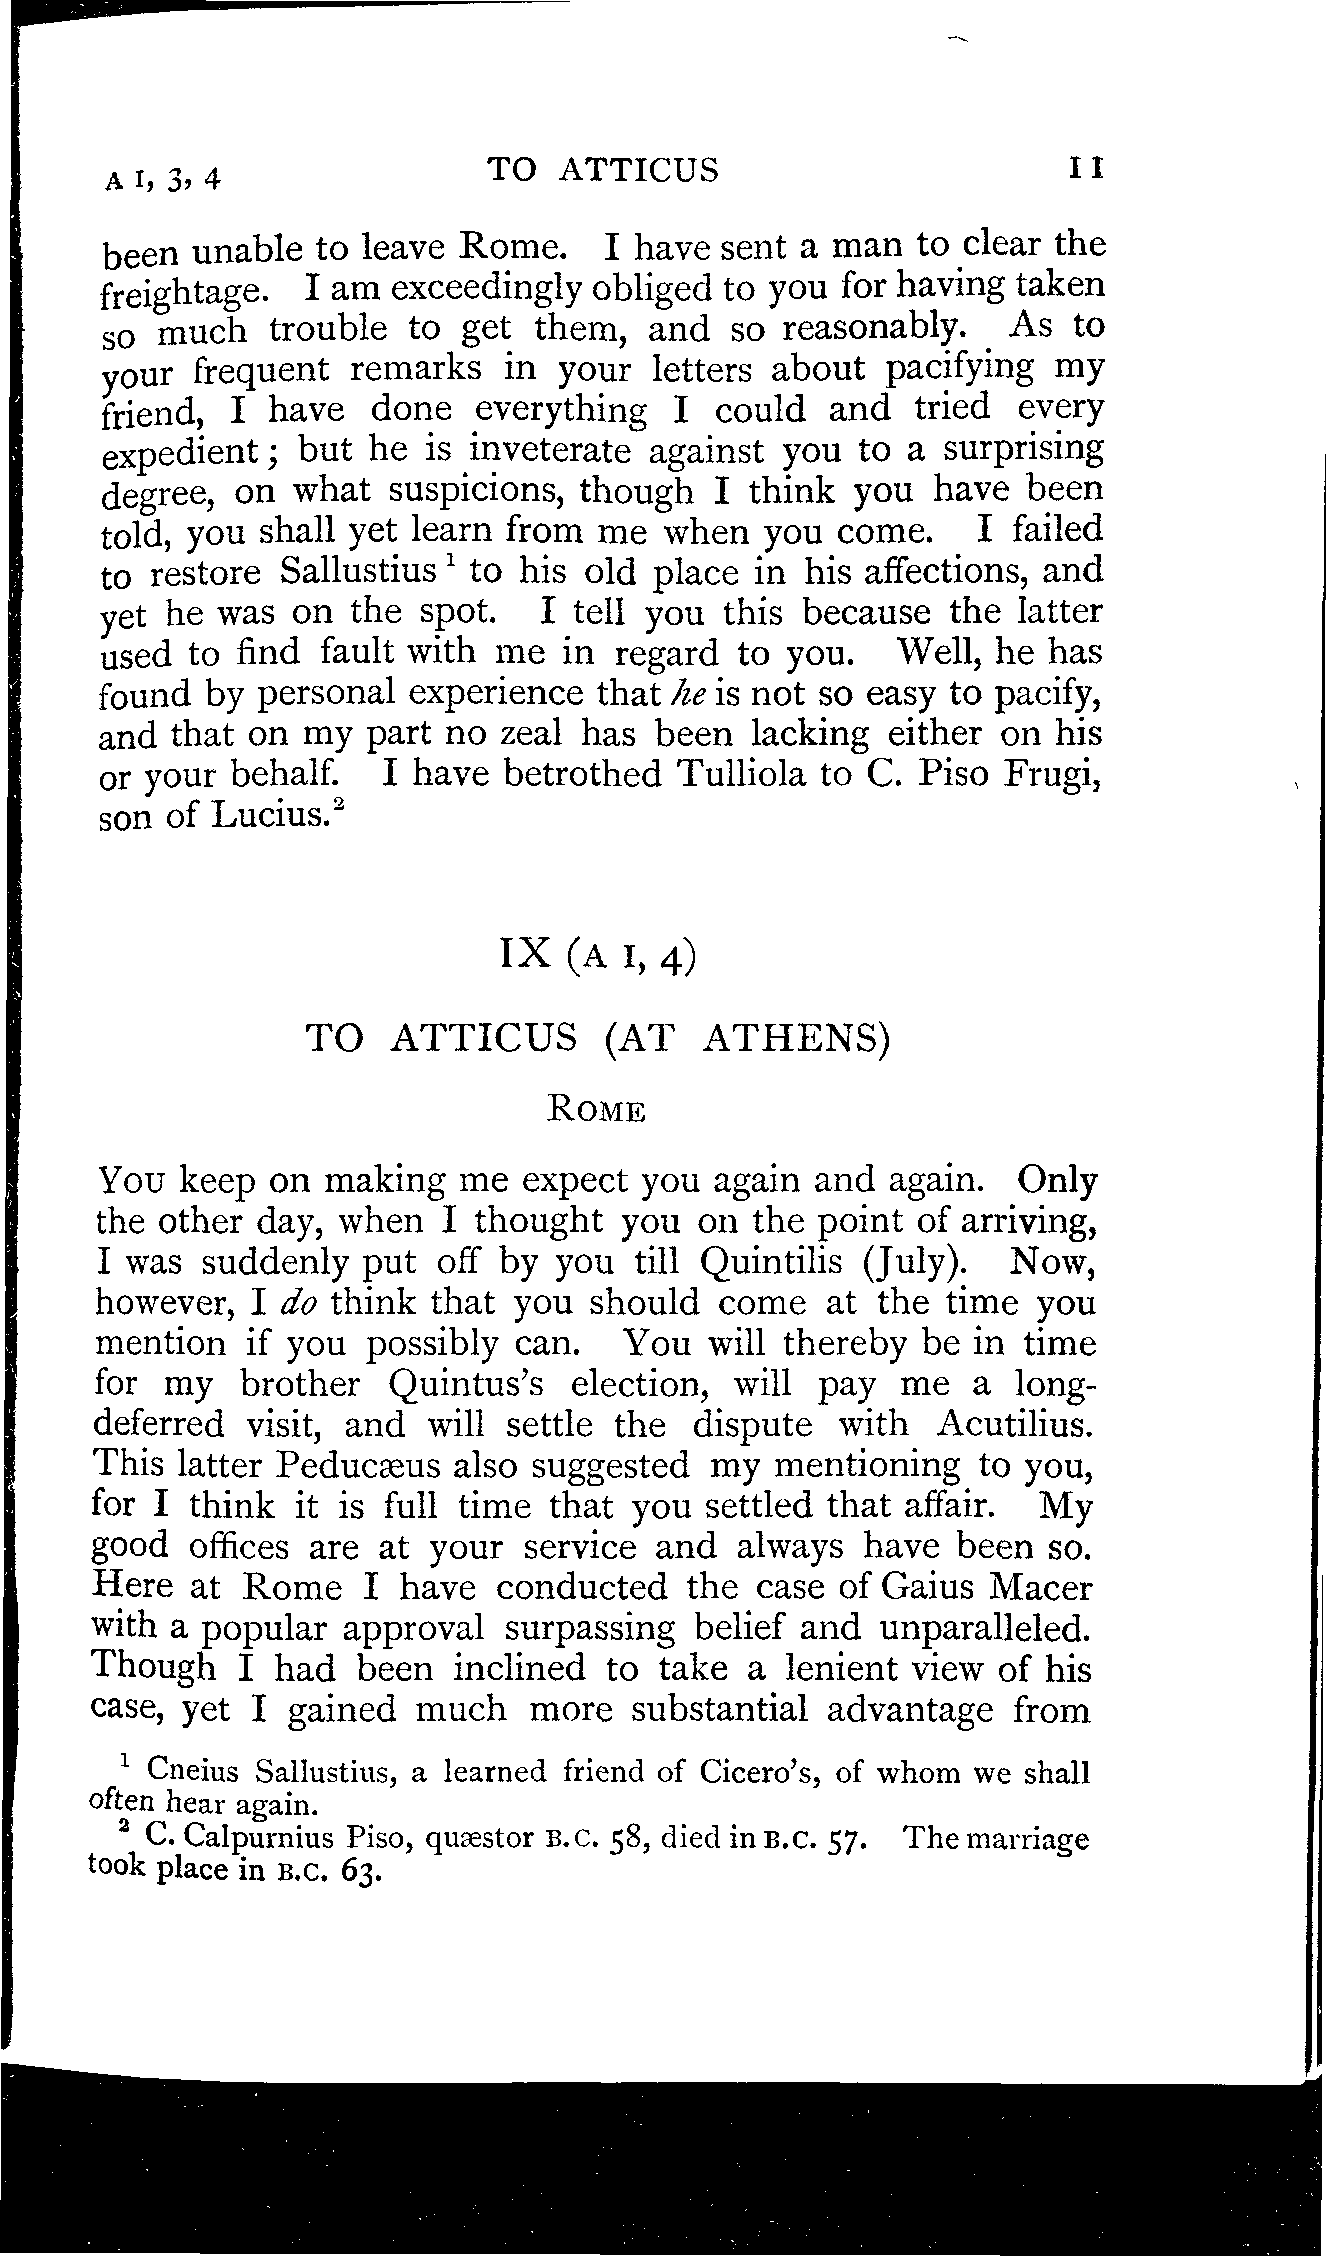 A I, 3, 4 TO ATTICUS 11
been unable to leave Rome. I have sent a man to clear the
freightage. I am exceedingly obliged to you for having taken
so much trouble to get them, and so reasonably. As to
your frequent remarks in your letters about pacifying my
friend, I have done everything I could and tried every
expedient; but he is inveterate against you to a surprising
degree, on what suspicions, though I think you have been
told, you shall yet learn from me when you come. I failed
to restore Sallustius¹ to his old place in his affections, and
yet he was on the spot. I tell you this because the latter
used to find fault with me in regard to you. Well, he has
found by personal experience that he is not so easy to pacify,
and that on my part no zeal has been lacking either on his
or your behalf. I have betrothed Tulliola to C. Piso Frugi,
son of Lucius.²
IX (A I, 4)
TO ATTICUS (AT ATHENS)
ROME
YOU keep on making me expect you again and again. Only
the other day, when I thought you on the point of arriving,
I was suddenly put off by you till Quintilis (July). Now,
however, I do think that you should come at the time you
mention if you possibly can. You will thereby be in time
for my brother Quintus's election, will pay me a long-
deferred visit, and will settle the dispute with Acutilius.
This latter Peducæus also suggested my mentioning to you,
for I think it is full time that you settled that affair. My
good offices are at your service and always have been so.
Here at Rome I have conducted the case of Gaius Macer
with a popular approval surpassing belief and unparalleled.
Though I had been inclined to take a lenient view of his
case, yet I gained much more substantial advantage from
¹ Cneius Sallustius, a learned friend of Cicero's, of whom we shall
often hear again.
² C. Calpurnius Piso, quæstor B.C. 58, died in B.C. 57. The marriage
took place in B.C. 63.